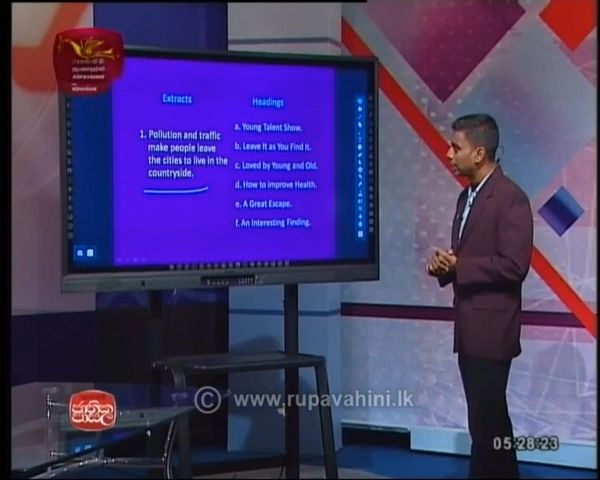 Extracts
Headings
1. Pollution and traffic
make people leave
the cities to live in the
countryside.
a. Young Talent Show.
b. Leave It as You Find it.
c. Loved by Young and Old.
d. How to improve Health.
e. A Great Escape.
f. An Interesting Finding.
© www.rupavahini.lk
05:28:23